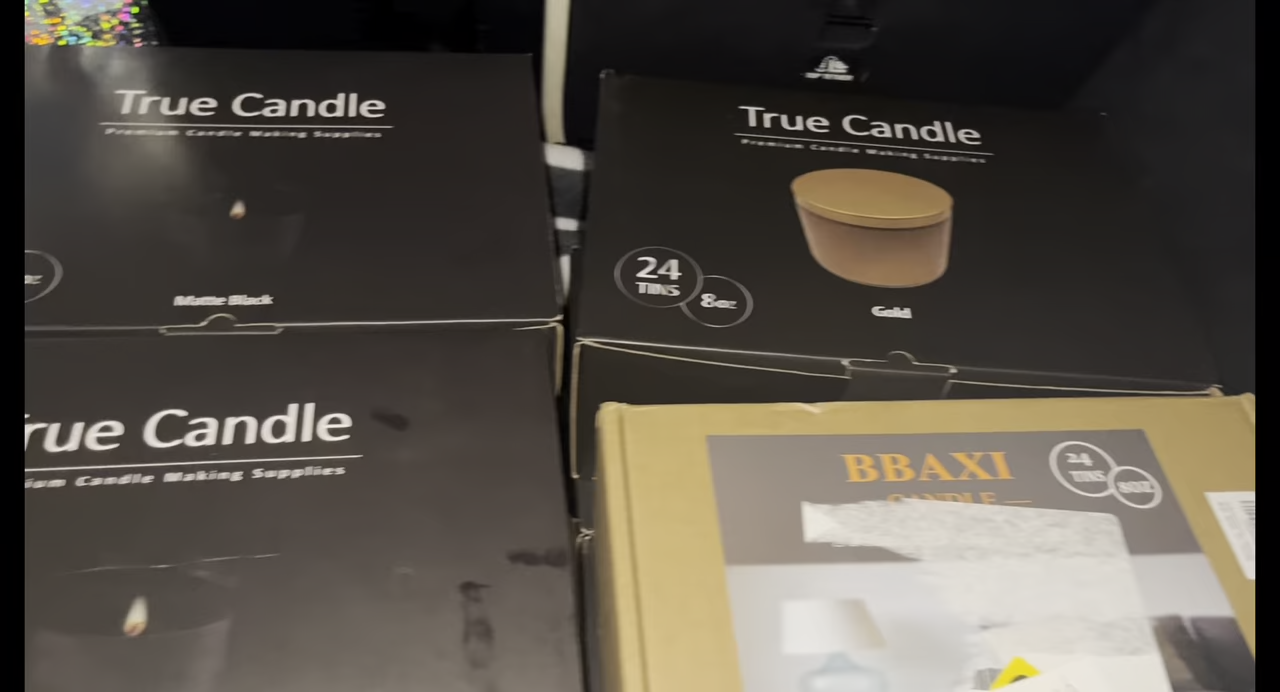 True Candle
Premium Candle Making Supplies
Matte Black
True Candle
Premium Candle Making Supplies
24
TINS
8oz
Gold
rue Candle
ium Candle Making Supplies
BBAXI
CANDLE
24
TINS
8OZ